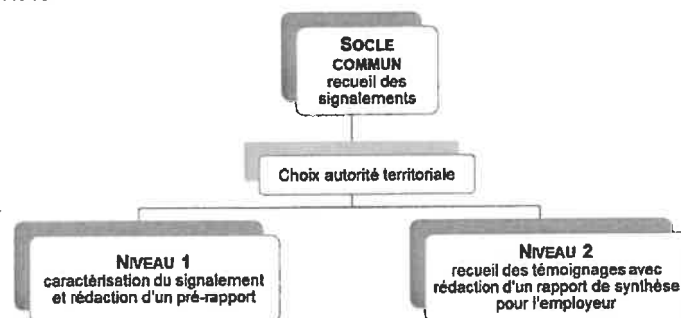 SOCLE
COMMUN
recueil des
signalements
Choix autorité territoriale
NIVEAU 1
caractérisation du signalement
et rédaction d'un pré-rapport
NIVEAU 2
recueil des témoignages avec
rédaction d'un rapport de synthèse
pour l'employeur